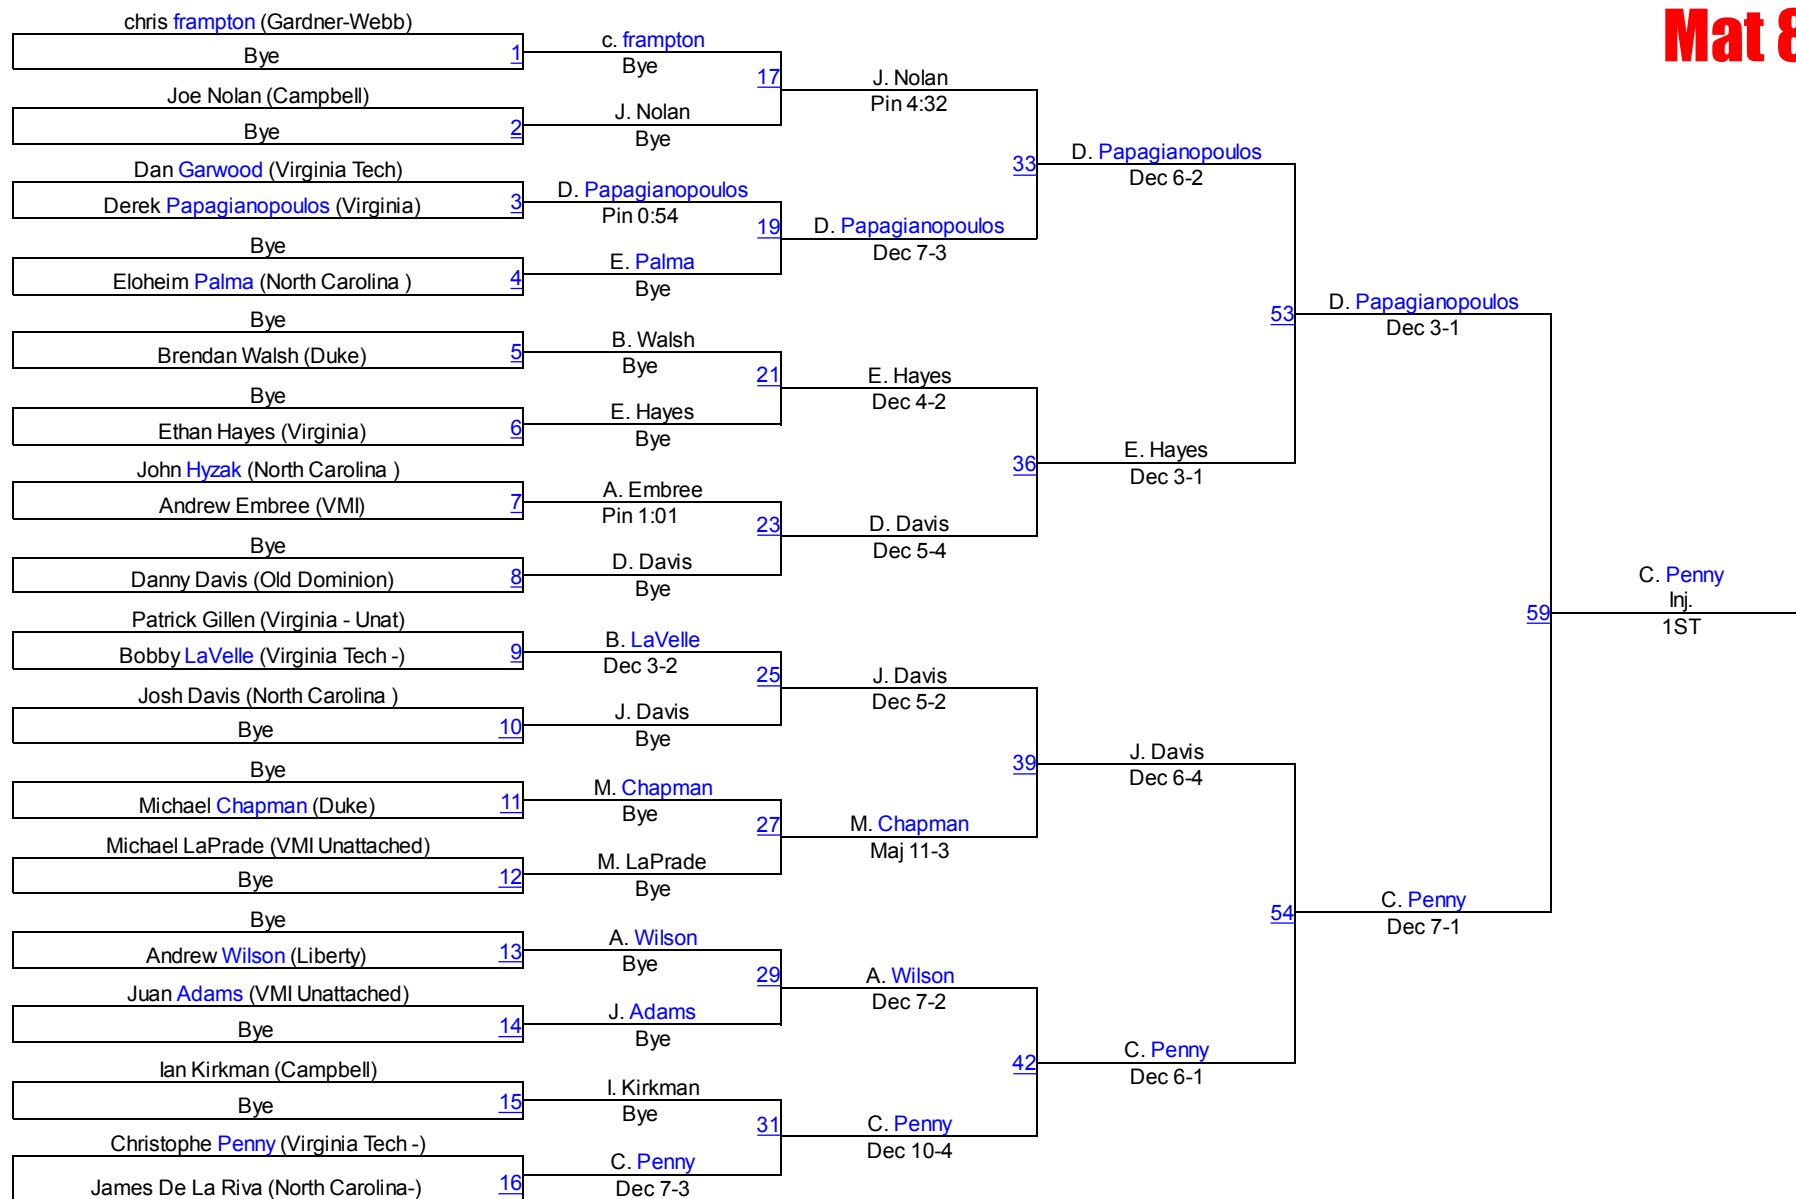 Mat 8
chris frampton (Gardner-Webb)
Bye
1
Joe Nolan (Campbell)
Bye
2
Dan Garwood (Virginia Tech)
Derek Papagianopoulos (Virginia)
3
Bye
Eloheim Palma (North Carolina )
4
Bye
Brendan Walsh (Duke)
5
Bye
Ethan Hayes (Virginia)
6
John Hyzak (North Carolina )
Andrew Embree (VMI)
7
Bye
Danny Davis (Old Dominion)
8
Patrick Gillen (Virginia - Unat)
Bobby LaVelle (Virginia Tech -)
9
Josh Davis (North Carolina )
Bye
10
Bye
Michael Chapman (Duke)
11
Michael LaPrade (VMI Unattached)
Bye
12
Bye
Andrew Wilson (Liberty)
13
Juan Adams (VMI Unattached)
Bye
14
Ian Kirkman (Campbell)
Bye
15
Christophe Penny (Virginia Tech -)
James De La Riva (North Carolina-)
16
c. frampton
Bye
17
J. Nolan
Bye
D. Papagianopoulos
Pin 0:54
19
E. Palma
Bye
B. Walsh
Bye
21
E. Hayes
Bye
A. Embree
Pin 1:01
23
D. Davis
Bye
B. LaVelle
Dec 3-2
25
J. Davis
Bye
M. Chapman
Bye
27
M. LaPrade
Bye
A. Wilson
Bye
29
J. Adams
Bye
I. Kirkman
Bye
31
C. Penny
Dec 7-3
J. Nolan
Pin 4:32
33
D. Papagianopoulos
Dec 7-3
E. Hayes
Dec 4-2
36
D. Davis
Dec 5-4
J. Davis
Dec 5-2
39
M. Chapman
Maj 11-3
A. Wilson
Dec 7-2
42
C. Penny
Dec 10-4
D. Papagianopoulos
Dec 6-2
53
E. Hayes
Dec 3-1
J. Davis
Dec 6-4
54
C. Penny
Dec 6-1
D. Papagianopoulos
Dec 3-1
59
C. Penny
Dec 7-1
C. Penny
Inj.
1ST